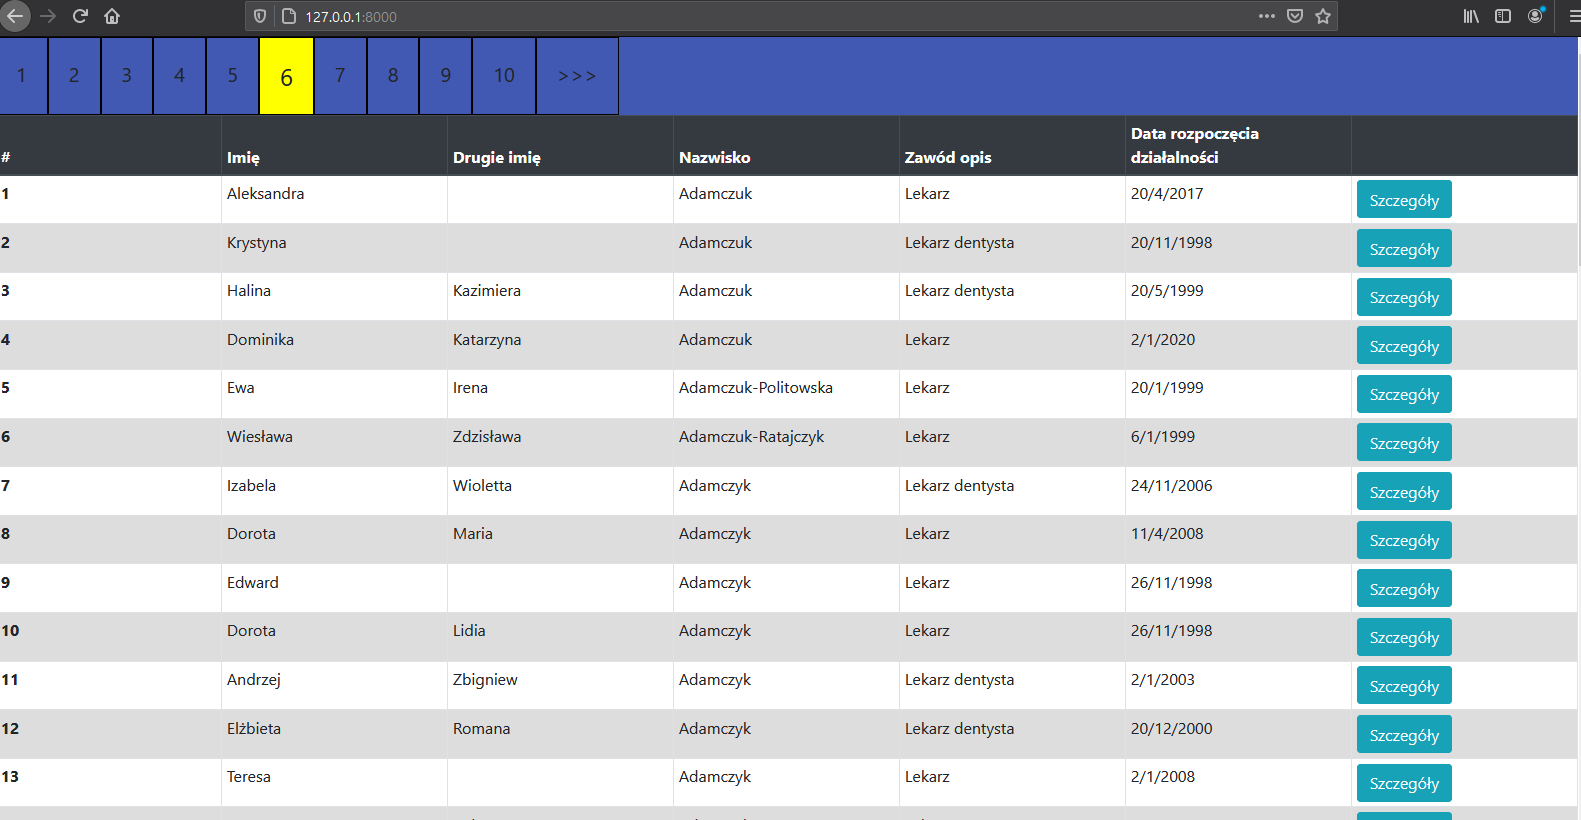 127.0.0.1:8000
1 2 3 4 5 6 7 8 9 10 >>>
# Imię Drugie imię Nazwisko Zawód opis Data rozpoczęcia działalności
1 Aleksandra Adamczuk Lekarz 20/4/2017 Szczegóły
2 Krystyna Adamczuk Lekarz dentysta 20/11/1998 Szczegóły
3 Halina Kazimiera Adamczuk Lekarz dentysta 20/5/1999 Szczegóły
4 Dominika Katarzyna Adamczuk Lekarz 2/1/2020 Szczegóły
5 Ewa Irena Adamczuk-Politowska Lekarz 20/1/1999 Szczegóły
6 Wiesława Zdzisława Adamczuk-Ratajczyk Lekarz 6/1/1999 Szczegóły
7 Izabela Wioletta Adamczyk Lekarz dentysta 24/11/2006 Szczegóły
8 Dorota Maria Adamczyk Lekarz 11/4/2008 Szczegóły
9 Edward Adamczyk Lekarz 26/11/1998 Szczegóły
10 Dorota Lidia Adamczyk Lekarz 26/11/1998 Szczegóły
11 Andrzej Zbigniew Adamczyk Lekarz dentysta 2/1/2003 Szczegóły
12 Elżbieta Romana Adamczyk Lekarz dentysta 20/12/2000 Szczegóły
13 Teresa Adamczyk Lekarz 2/1/2008 Szczegóły